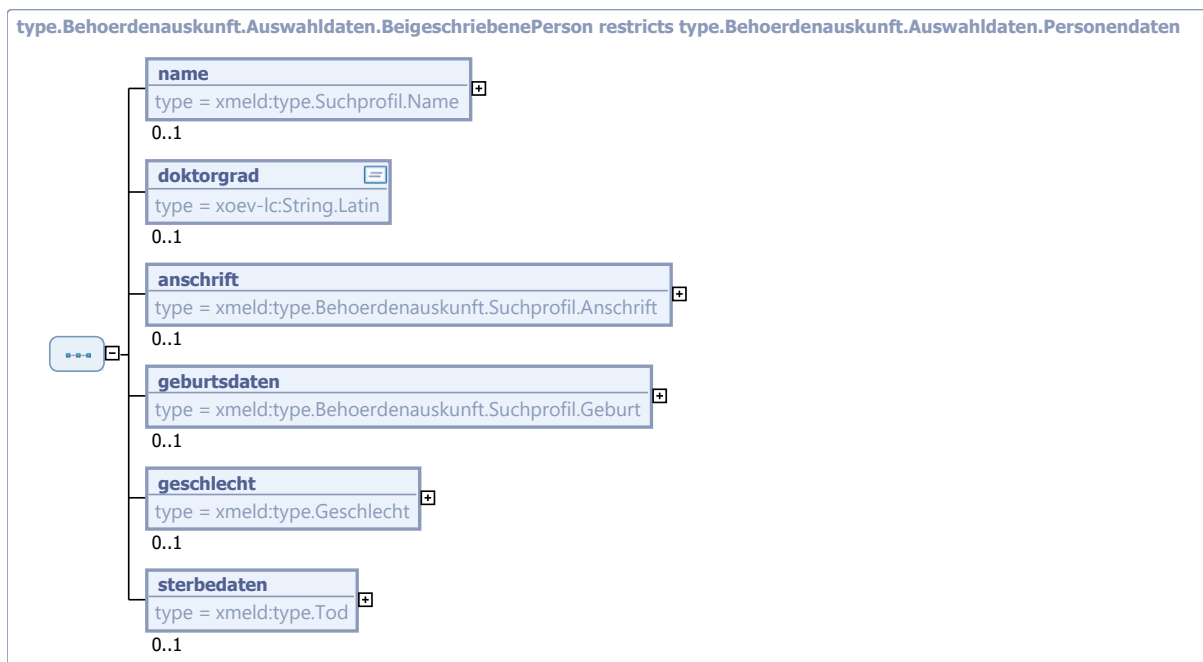 type.Behoerdenauskunft.Auswahldaten.BeigeschriebenePerson restricts type.Behoerdenauskunft.Auswahldaten.Personendaten
name
type = xmeld:type.Suchprofil.Name
0..1
doktorgrad
type = xoev-lc:String.Latin
0..1
anschrift
type = xmeld:type.Behoerdenauskunft.Suchprofil.Anschrift
0..1
geburtsdaten
type = xmeld:type.Behoerdenauskunft.Suchprofil.Geburt
0..1
geschlecht
type = xmeld:type.Geschlecht
0..1
sterbedaten
type = xmeld:type.Tod
0..1